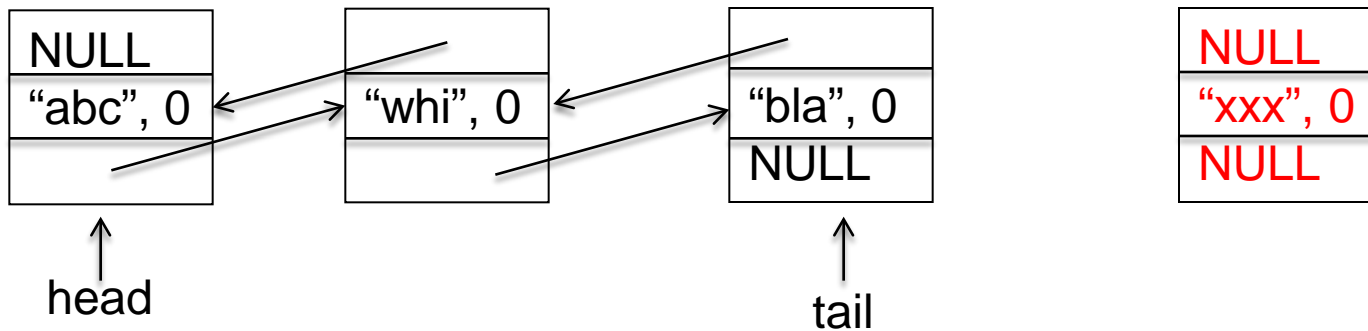 NULL
“abc”, 0
“whi”, 0
“bla”, 0
NULL
NULL
“xxx”, 0
NULL
head
tail